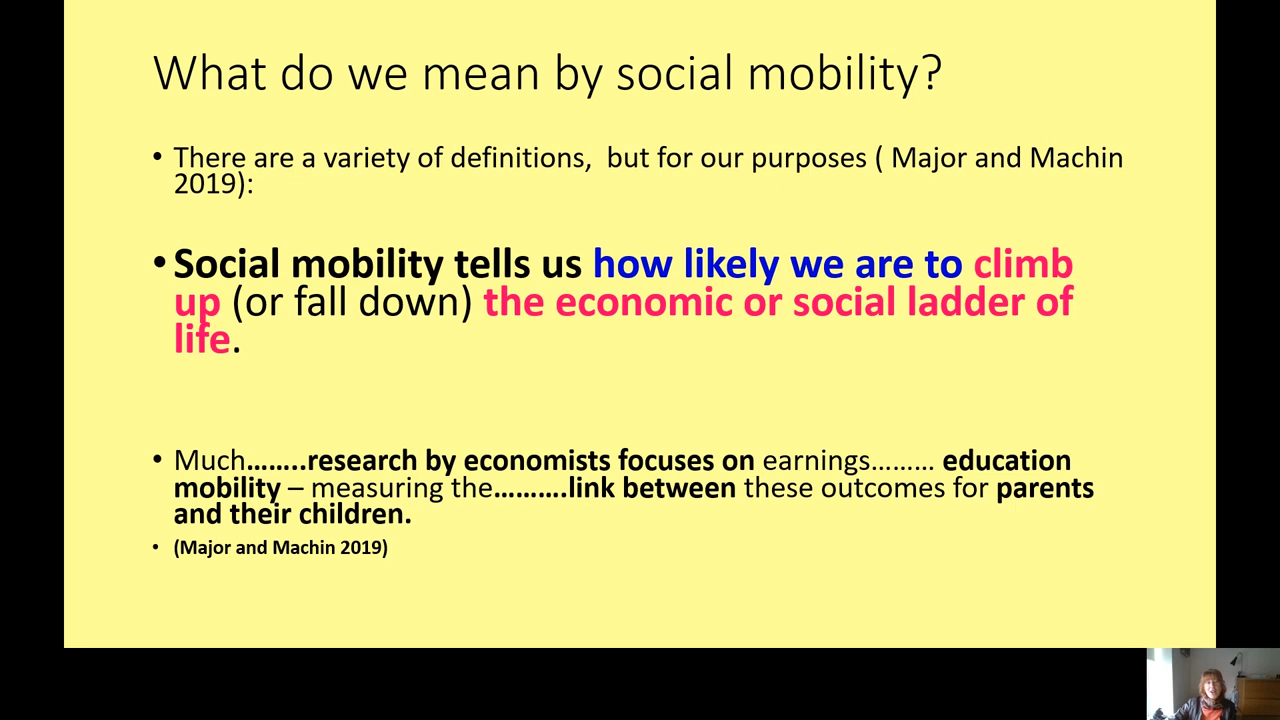 What do we mean by social mobility?
• There are a variety of definitions,  but for our purposes ( Major and Machin
2019):
• Social mobility tells us how likely we are to climb
up (or fall down) the economic or social ladder of
life.
• Much……..research by economists focuses on earnings……… education
mobility – measuring the……….link between these outcomes for parents
and their children.
• (Major and Machin 2019)